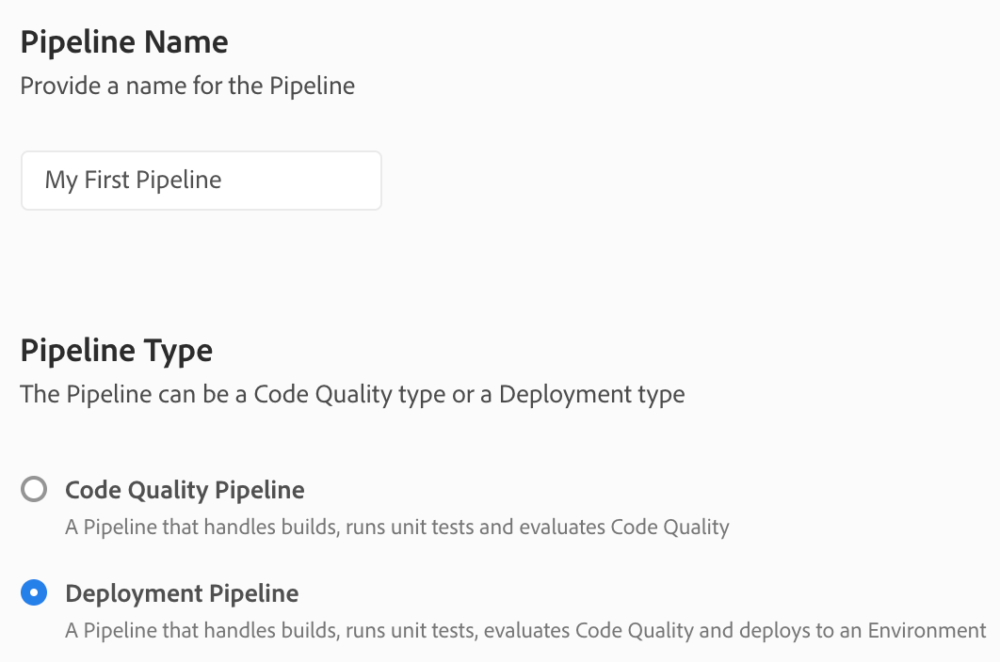 Pipeline Name
Provide a name for the Pipeline
My First Pipeline
Pipeline Type
The Pipeline can be a Code Quality type or a Deployment type
Code Quality Pipeline
A Pipeline that handles builds, runs unit tests and evaluates Code Quality
Deployment Pipeline
A Pipeline that handles builds, runs unit tests, evaluates Code Quality and deploys to an Environment